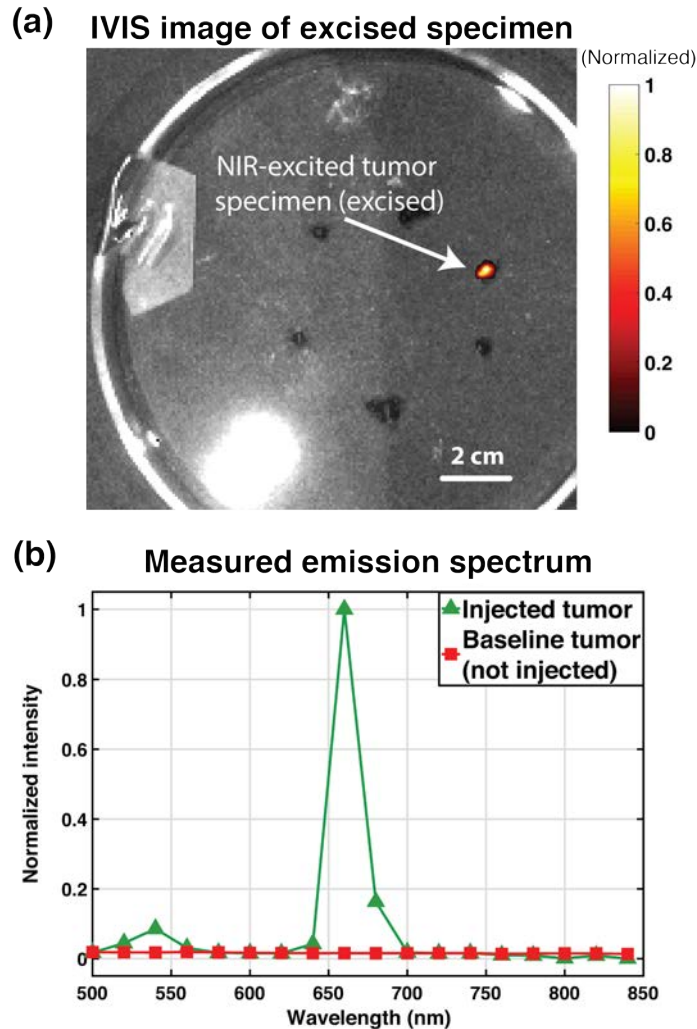 (a) IVIS image of excised specimen
(Normalized)
NIR-excited tumor
specimen (excised)
2 cm
1
0.8
0.6
0.4
0.2
0
(b) Measured emission spectrum
Injected tumor
Baseline tumor
(not injected)
Normalized intensity
1
0.8
0.6
0.4
0.2
0
500 550 600 650 700 750 800 850
Wavelength (nm)